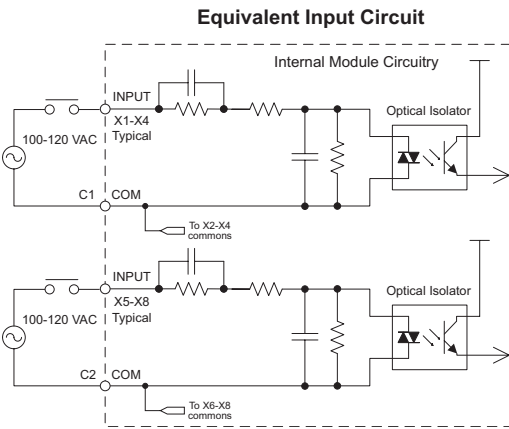 Equivalent Input Circuit
Internal Module Circuitry
INPUT
X1-X4
Typical
100-120 VAC
Optical Isolator
C1
COM
To X2-X4
commons
INPUT
X5-X8
Typical
100-120 VAC
Optical Isolator
C2
COM
To X6-X8
commons